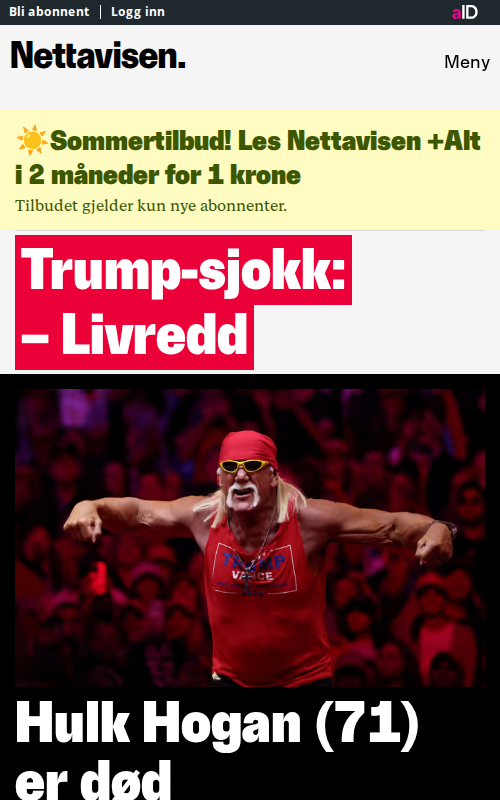 Bli abonnent
Logg inn
aID
Nettavisen.
Meny
☀️Sommertilbud! Les Nettavisen +Alt
i 2 måneder for 1 krone
Tilbudet gjelder kun nye abonnenter.
Trump-sjokk:
– Livredd
TRUMP
VANCE
Hulk Hogan (71)
er død